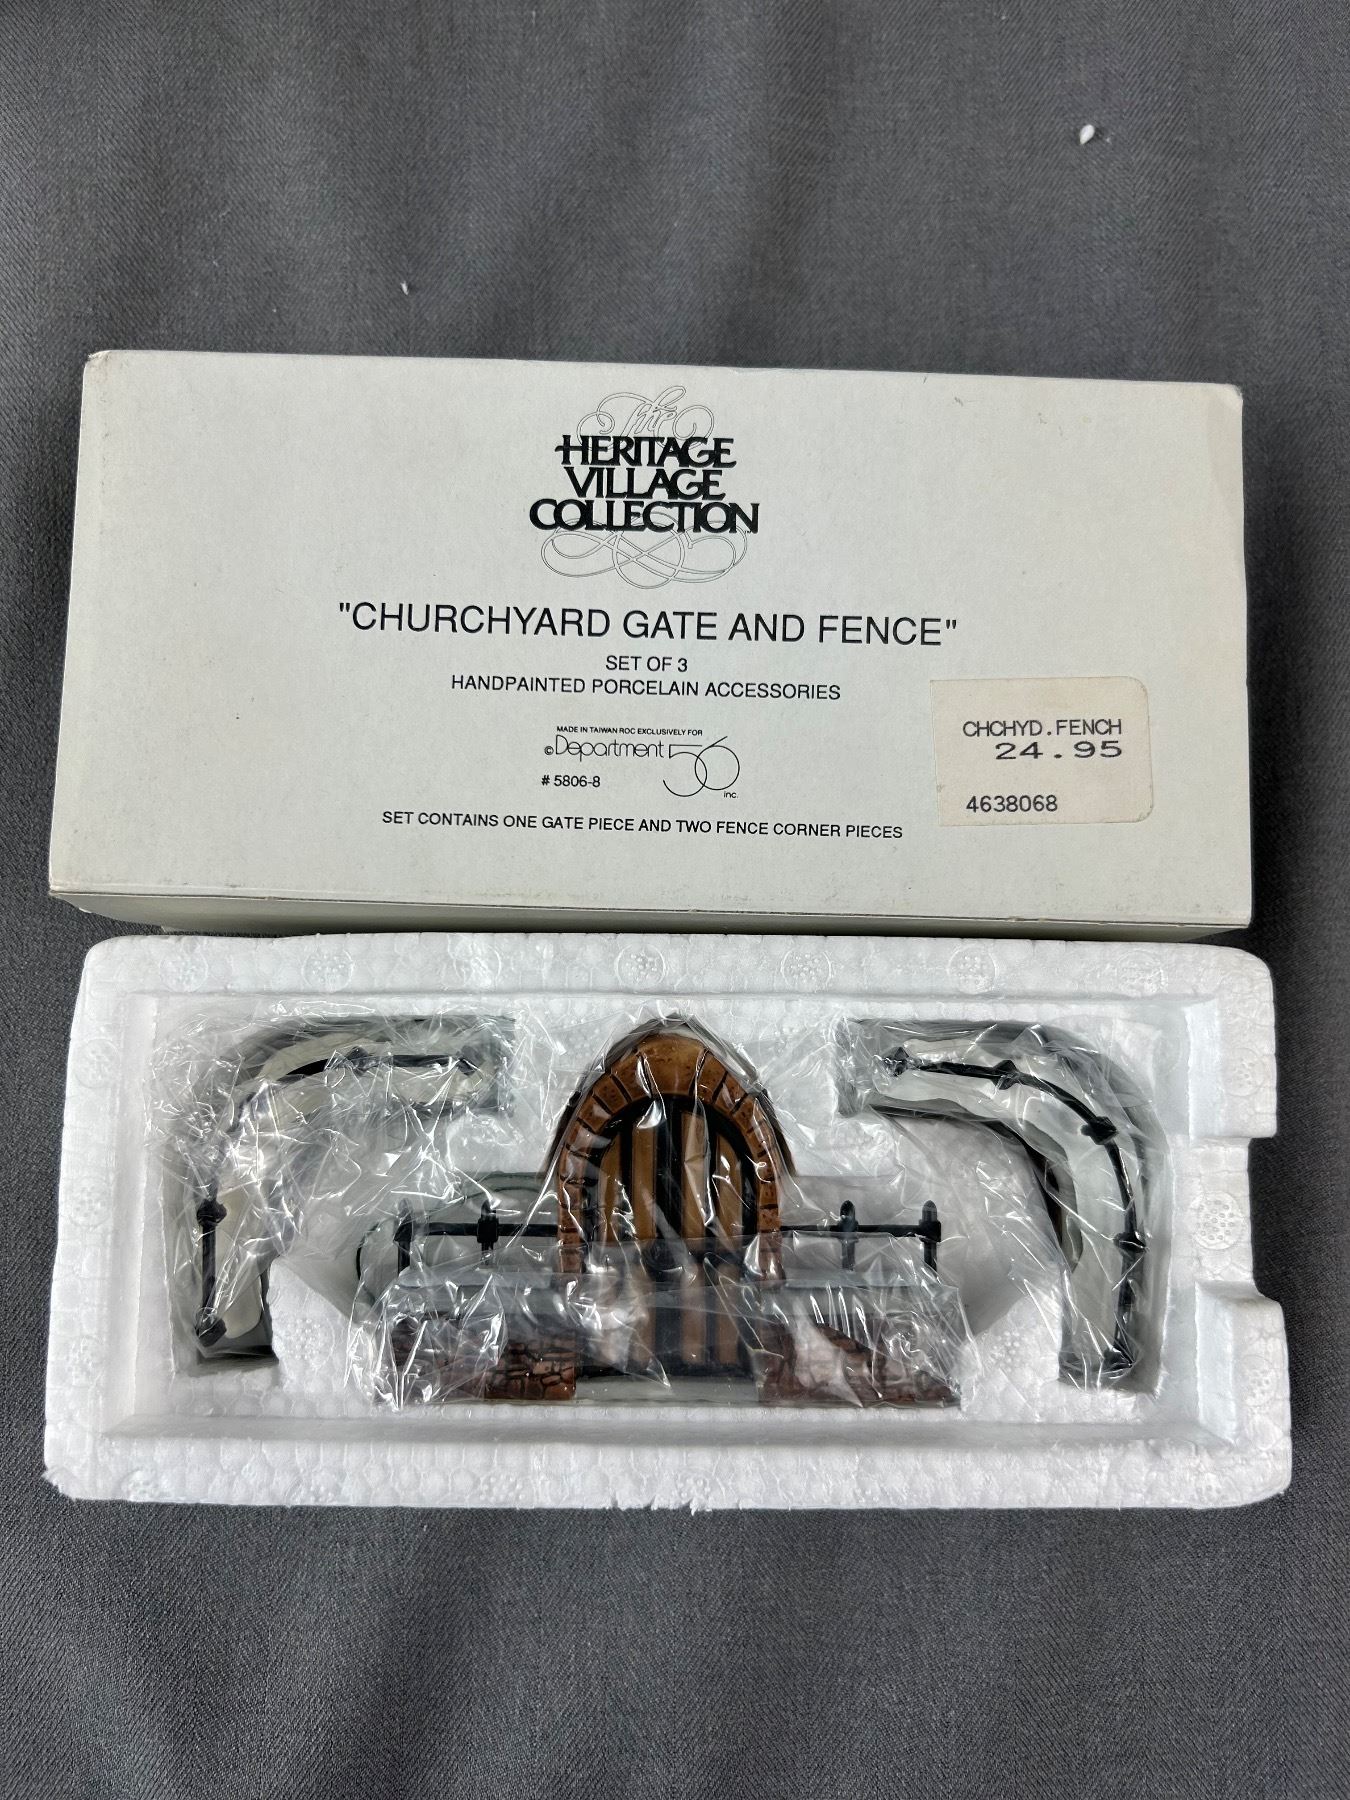 The
HERITAGE
VILLAGE
COLLECTION™
"CHURCHYARD GATE AND FENCE"
SET OF 3
HANDPAINTED PORCELAIN ACCESSORIES
MADE IN TAIWAN ROC EXCLUSIVELY FOR
©Department 56
inc.
# 5806-8
SET CONTAINS ONE GATE PIECE AND TWO FENCE CORNER PIECES
CHCHYD.FENCH
24.95
4638068